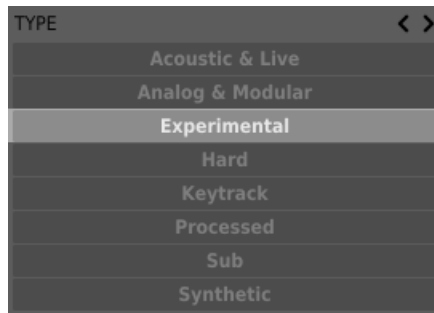 TYPE
Acoustic & Live
Analog & Modular
Experimental
Hard
Keytrack
Processed
Sub
Synthetic